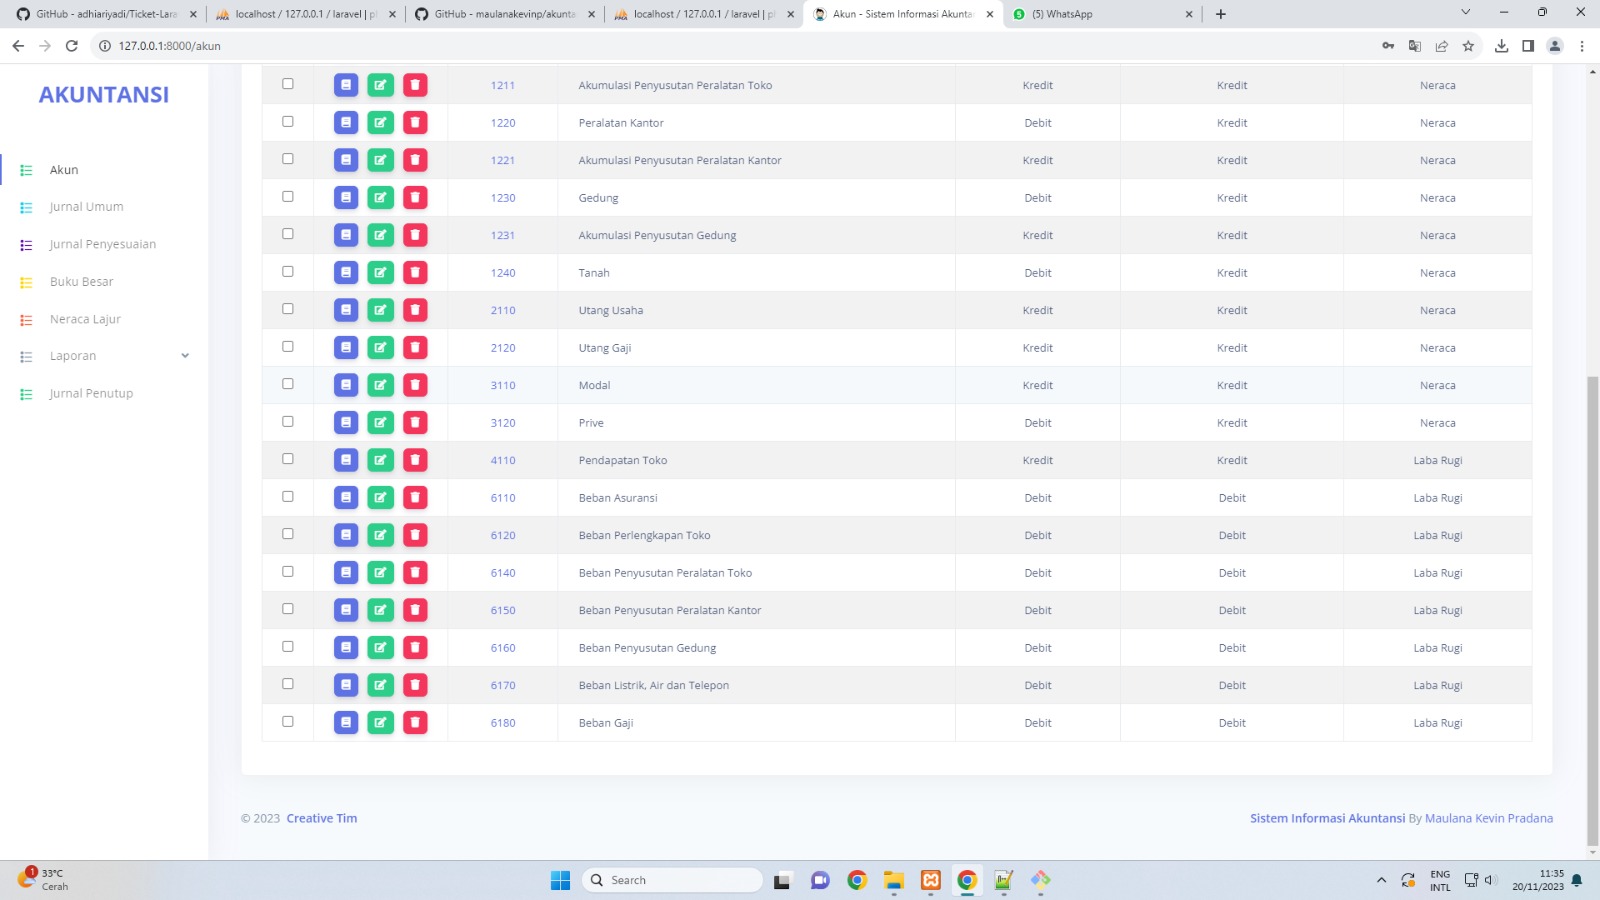 GitHub - adhiariyadi/Ticket-Lara
localhost / 127.0.0.1 / laravel | p
GitHub - maulanakevinp/akunta
localhost / 127.0.0.1 / laravel | p
Akun - Sistem Informasi Akunta
(5) WhatsApp
127.0.0.1:8000/akun
AKUNTANSI
Akun
Jurnal Umum
Jurnal Penyesuaian
Buku Besar
Neraca Lajur
Laporan
Jurnal Penutup
1211 Akumulasi Penyusutan Peralatan Toko Kredit Kredit Neraca
1220 Peralatan Kantor Debit Kredit Neraca
1221 Akumulasi Penyusutan Peralatan Kantor Kredit Kredit Neraca
1230 Gedung Debit Kredit Neraca
1231 Akumulasi Penyusutan Gedung Kredit Kredit Neraca
1240 Tanah Debit Kredit Neraca
2110 Utang Usaha Kredit Kredit Neraca
2120 Utang Gaji Kredit Kredit Neraca
3110 Modal Kredit Kredit Neraca
3120 Prive Debit Kredit Neraca
4110 Pendapatan Toko Kredit Kredit Laba Rugi
6110 Beban Asuransi Debit Debit Laba Rugi
6120 Beban Perlengkapan Toko Debit Debit Laba Rugi
6140 Beban Penyusutan Peralatan Toko Debit Debit Laba Rugi
6150 Beban Penyusutan Peralatan Kantor Debit Debit Laba Rugi
6160 Beban Penyusutan Gedung Debit Debit Laba Rugi
6170 Beban Listrik, Air dan Telepon Debit Debit Laba Rugi
6180 Beban Gaji Debit Debit Laba Rugi
© 2023 Creative Tim
Sistem Informasi Akuntansi By Maulana Kevin Pradana
1
33°C
Cerah
Search
ENG
INTL
11:35
20/11/2023